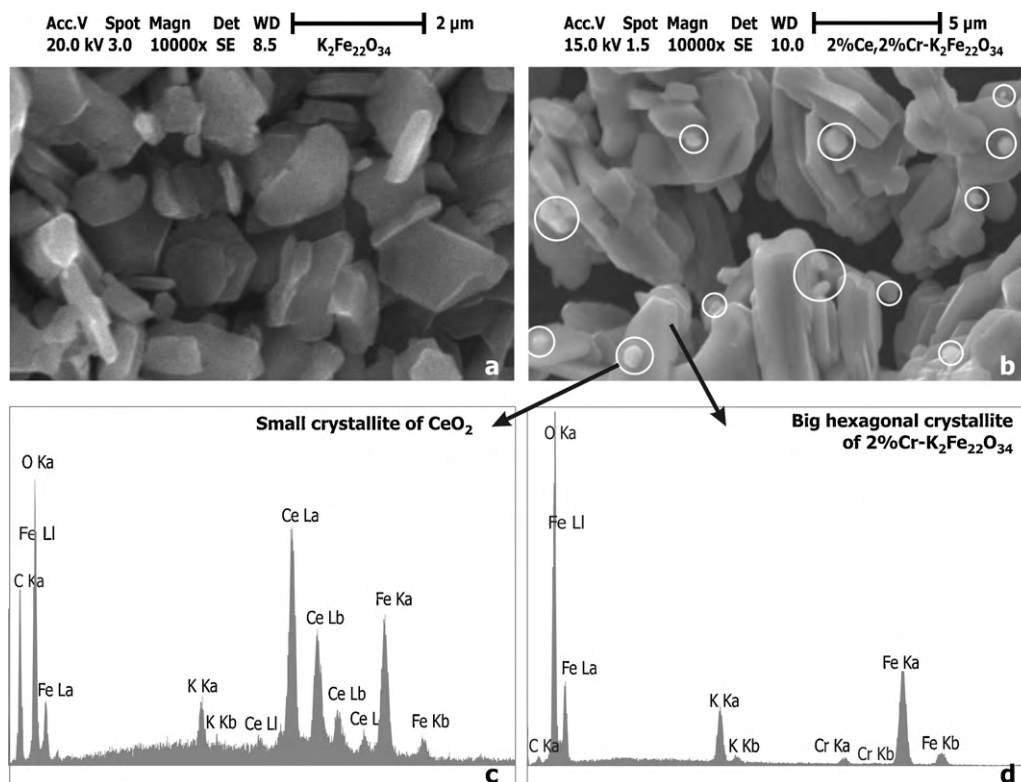 Acc.V Spot Magn Det WD 2 µm
20.0 kV 3.0 10000x SE 8.5 K₂Fe₂₂O₃₄
Acc.V Spot Magn Det WD 5 µm
15.0 kV 1.5 10000x SE 10.0 2%Ce,2%Cr-K₂Fe₂₂O₃₄
a
b
Small crystallite of CeO₂
O Ka
Fe Ll
C Ka
Fe La
K Ka
K Kb
Ce Ll
Ce La
Ce Lb
Ce Lb
Ce L
Fe Ka
Fe Kb
c
Big hexagonal crystallite
of 2%Cr-K₂Fe₂₂O₃₄
O Ka
Fe Ll
Fe La
C Ka
K Ka
K Kb
Cr Ka
Cr Kb
Fe Ka
Fe Kb
d